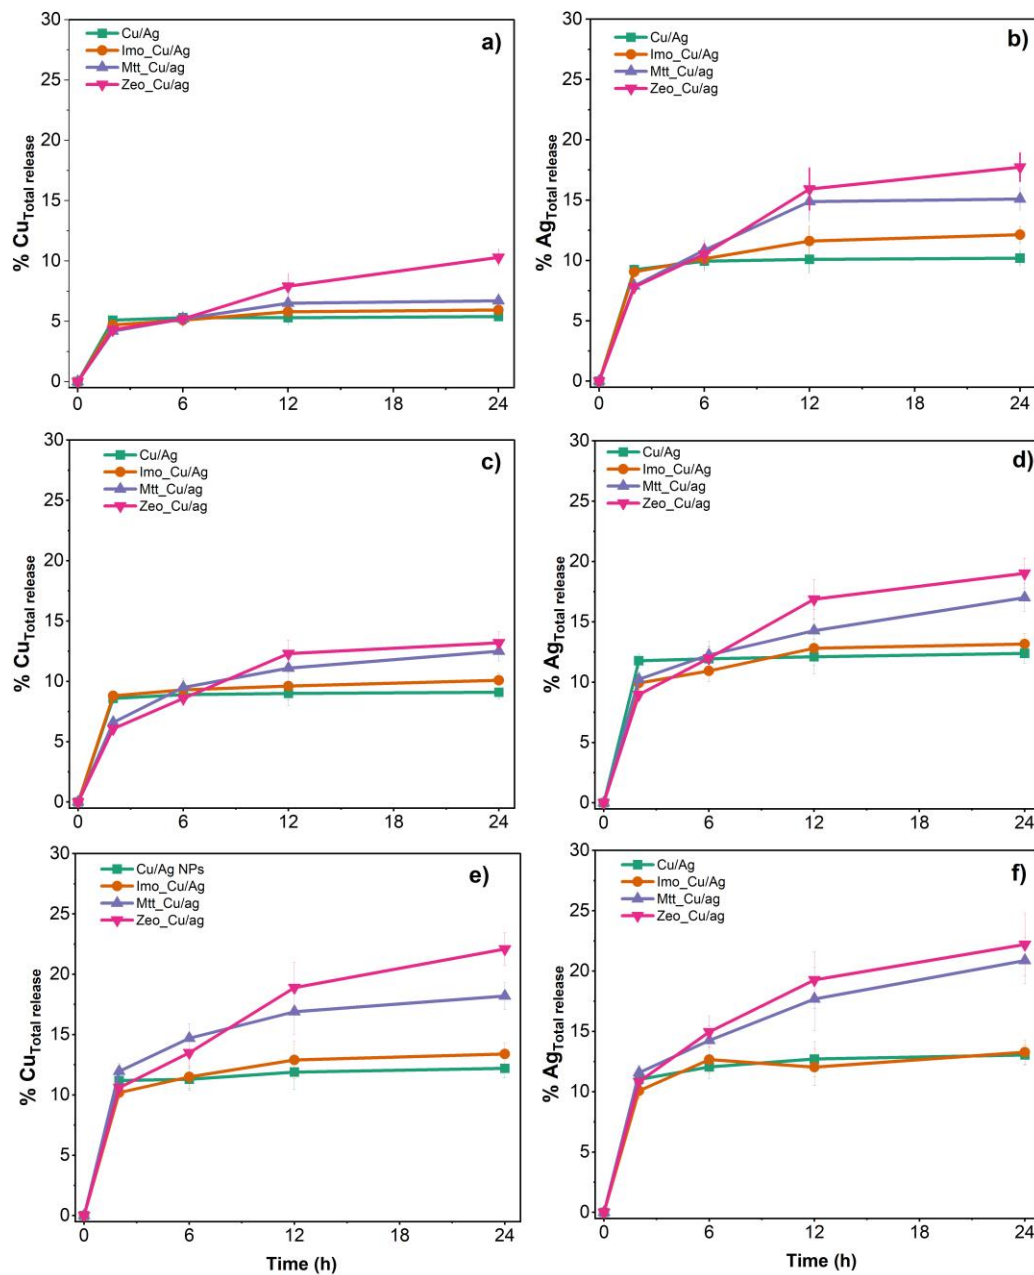 a)
Cu/Ag
Imo_Cu/Ag
Mtt_Cu/ag
Zeo_Cu/ag
% Cu Total release
30
25
20
15
10
5
0
0 6 12 18 24
b)
Cu/Ag
Imo_Cu/Ag
Mtt_Cu/ag
Zeo_Cu/ag
% Ag Total release
30
25
20
15
10
5
0
0 6 12 18 24
c)
Cu/Ag
Imo_Cu/Ag
Mtt_Cu/ag
Zeo_Cu/ag
% Cu Total release
30
25
20
15
10
5
0
0 6 12 18 24
d)
Cu/Ag
Imo_Cu/Ag
Mtt_Cu/ag
Zeo_Cu/ag
% Ag Total release
30
25
20
15
10
5
0
0 6 12 18 24
e)
Cu/Ag NPs
Imo_Cu/Ag
Mtt_Cu/ag
Zeo_Cu/ag
% Cu Total release
30
25
20
15
10
5
0
0 6 12 18 24
Time (h)
f)
Cu/Ag
Imo_Cu/Ag
Mtt_Cu/ag
Zeo_Cu/ag
% Ag Total release
30
25
20
15
10
5
0
0 6 12 18 24
Time (h)